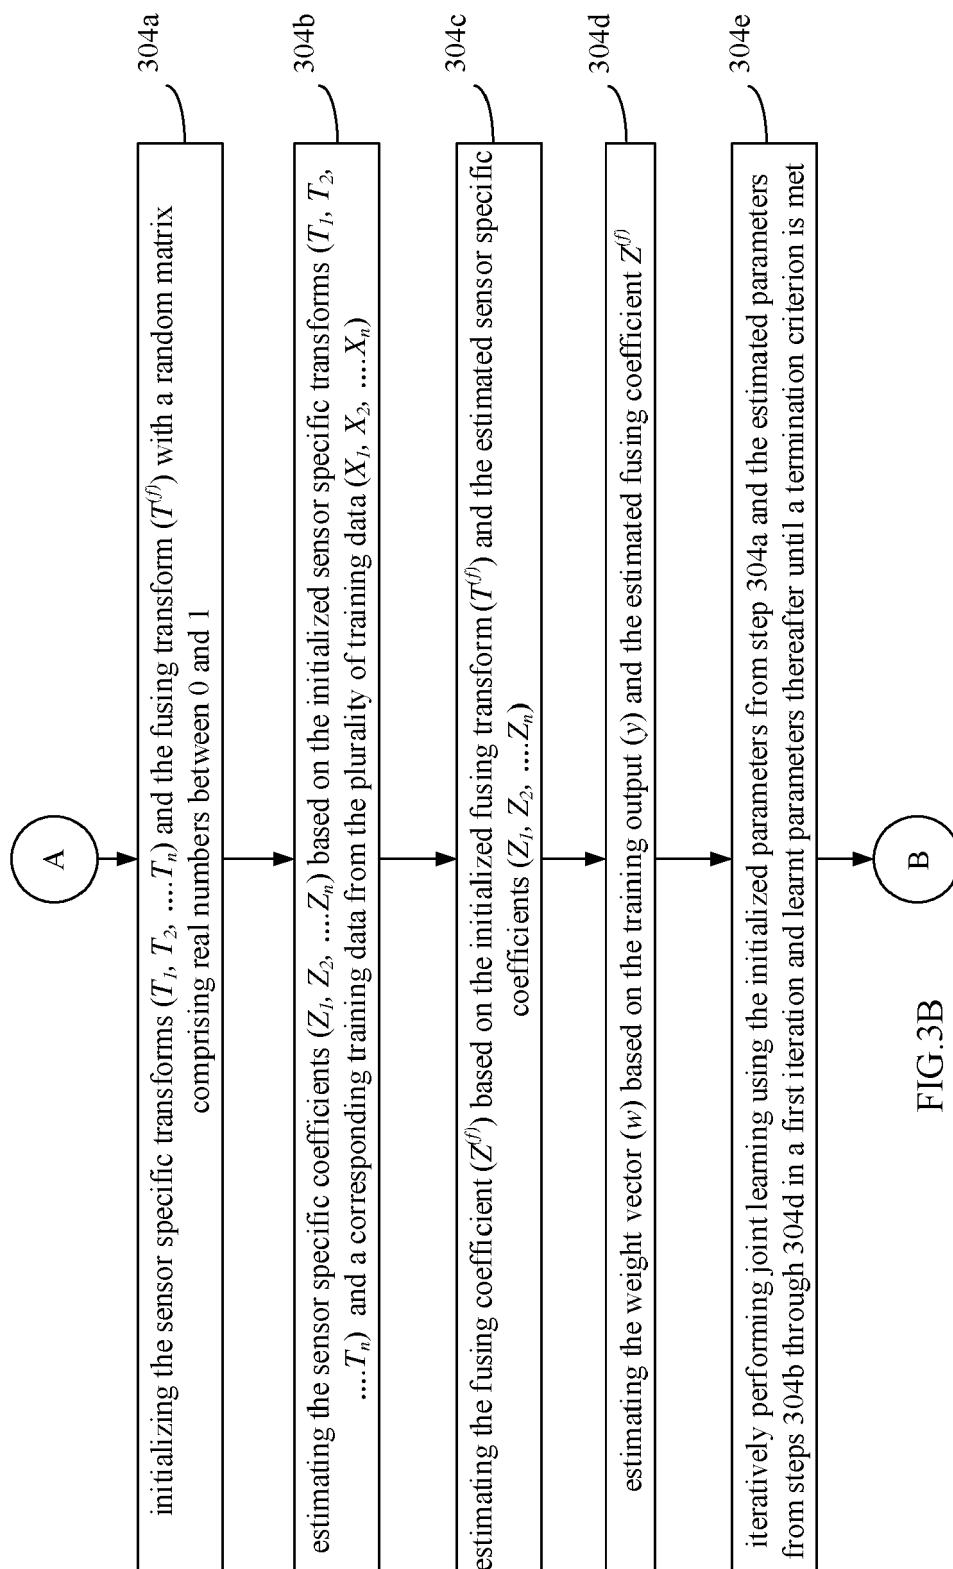 A
304a
initializing the sensor specific transforms (T1, T2, ....Tn) and the fusing transform (T(f)) with a random matrix
comprising real numbers between 0 and 1
304b
estimating the sensor specific coefficients (Z1, Z2, ....Zn) based on the initialized sensor specific transforms (T1, T2,
....Tn) and a corresponding training data from the plurality of training data (X1, X2, ....Xn)
304c
estimating the fusing coefficient (Z(f)) based on the initialized fusing transform (T(f)) and the estimated sensor specific
coefficients (Z1, Z2, ....Zn)
304d
estimating the weight vector (w) based on the training output (y) and the estimated fusing coefficient Z(f)
304e
iteratively performing joint learning using the initialized parameters from step 304a and the estimated parameters
from steps 304b through 304d in a first iteration and learnt parameters thereafter until a termination criterion is met
B
FIG.3B